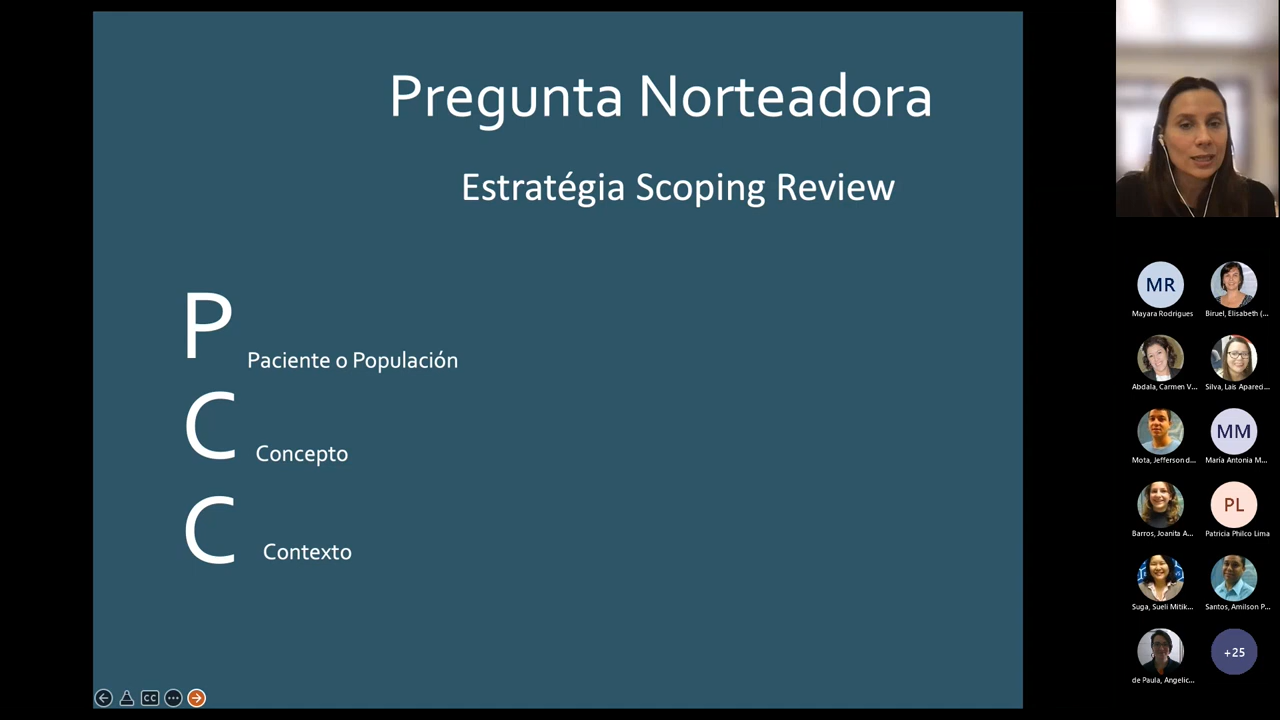 Pregunta Norteadora
Estratégia Scoping Review
P Paciente o Población
C Concepto
C Contexto
CC
MR
Mayara Rodrigues
Biruel, Elisabeth (...
Abdala, Carmen V...
Silva, Lais Apareci...
Mota, Jefferson d...
MM
María Antonia M...
Barros, Joanita A...
PL
Patricia Philco Lima
Suga, Sueli Mitik...
Santos, Amilson P...
de Paula, Angelic...
+25